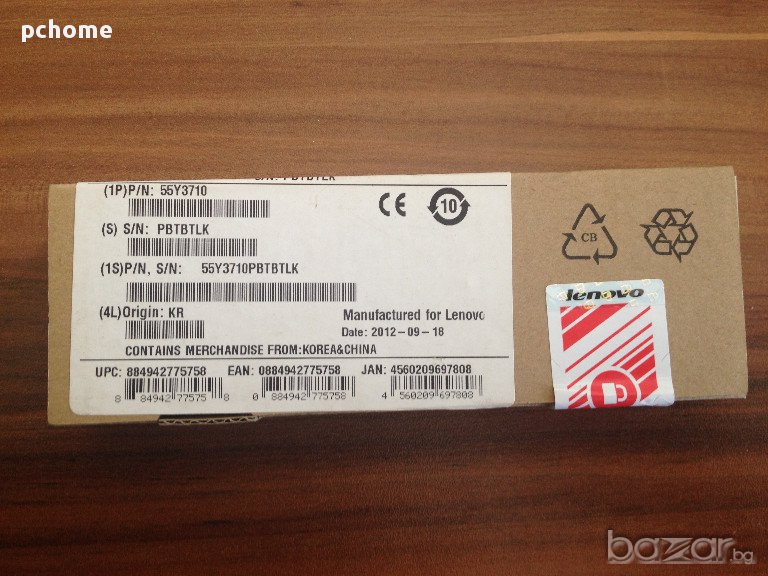 pchome
S/N: PBTBTLK
(1P)P/N: 55Y3710
(S) S/N: PBTBTLK
(1S)P/N, S/N: 55Y3710PBTBTLK
(4L)Origin: KR
Manufactured for Lenovo
Date: 2012-09-18
CONTAINS MERCHANDISE FROM:KOREA&CHINA
UPC: 884942775758 EAN: 0884942775758 JAN: 4560209697808
8 84942 77575 8 0 884942 775758 4 560209 697808
CE
10
CB
lenovo
bazar.bg